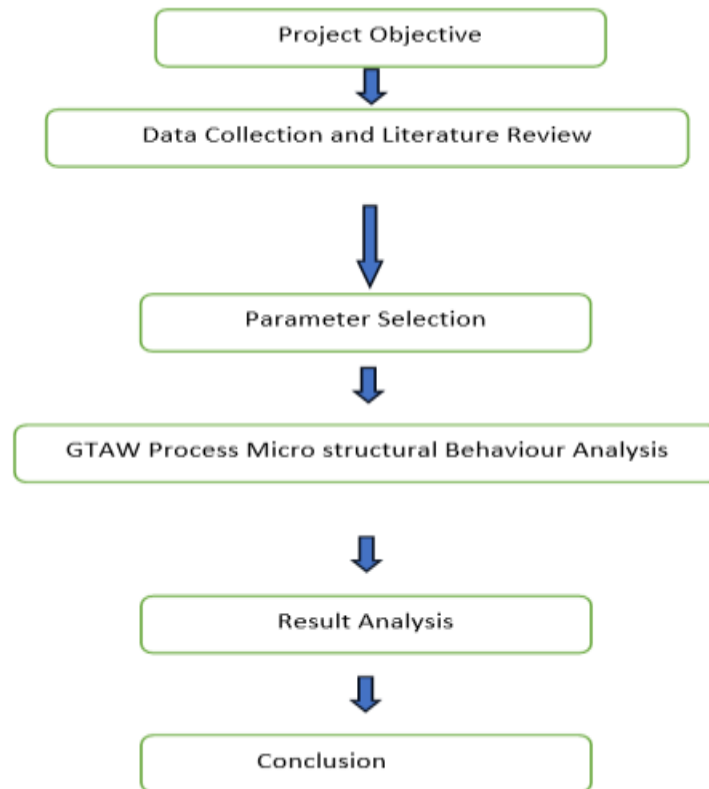 Project Objective
Data Collection and Literature Review
Parameter Selection
GTAW Process Micro structural Behaviour Analysis
Result Analysis
Conclusion